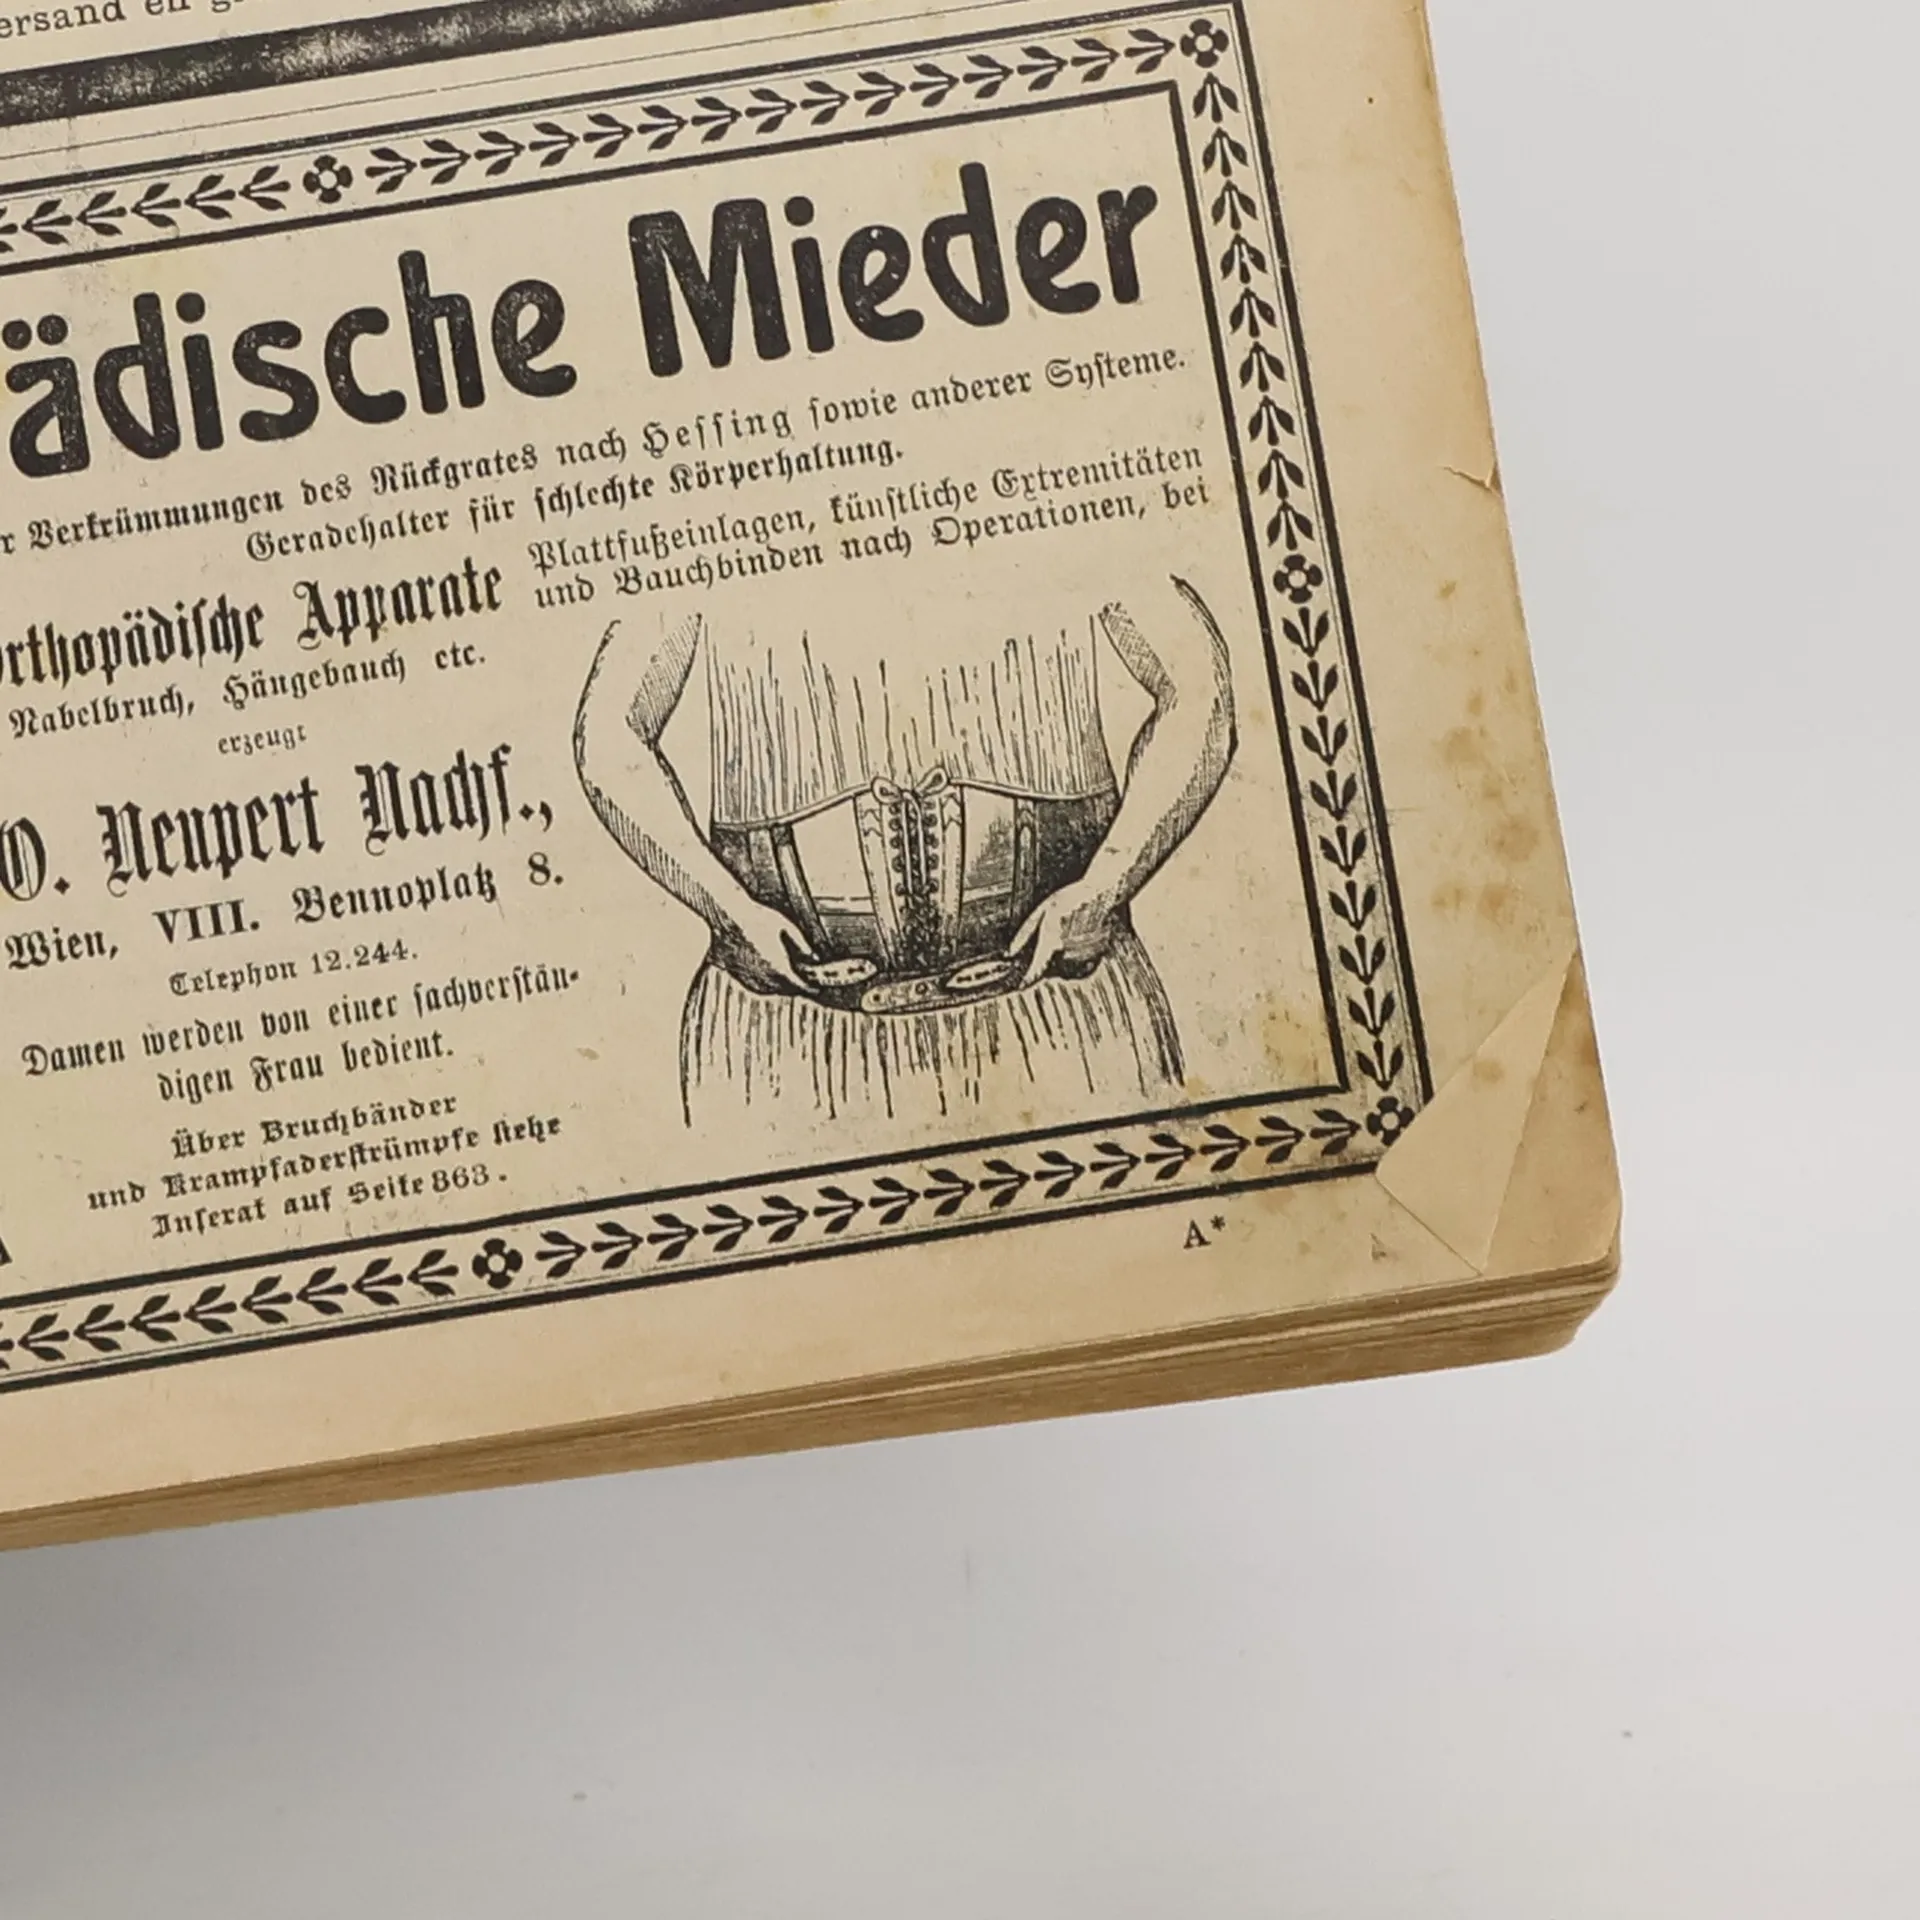 ersand en g
ädische Mieder
r Verkrümmungen des Rückgrates nach Hessing sowie anderer Systeme.
Geradehalter für schlechte Körperhaltung.
rthopädische Apparate
Plattfußeinlagen, künstliche Extremitäten
und Bauchbinden nach Operationen, bei
Nabelbruch, Hängebauch etc.
erzeugt
O. Neupert Nachf.,
Wien, VIII. Bennoplatz 8.
Telephon 12.244.
Damen werden von einer sachverstän-
digen Frau bedient.
Über Bruchbänder
und Krampfaderstrümpfe siehe
Inserat auf Seite 863.
A*